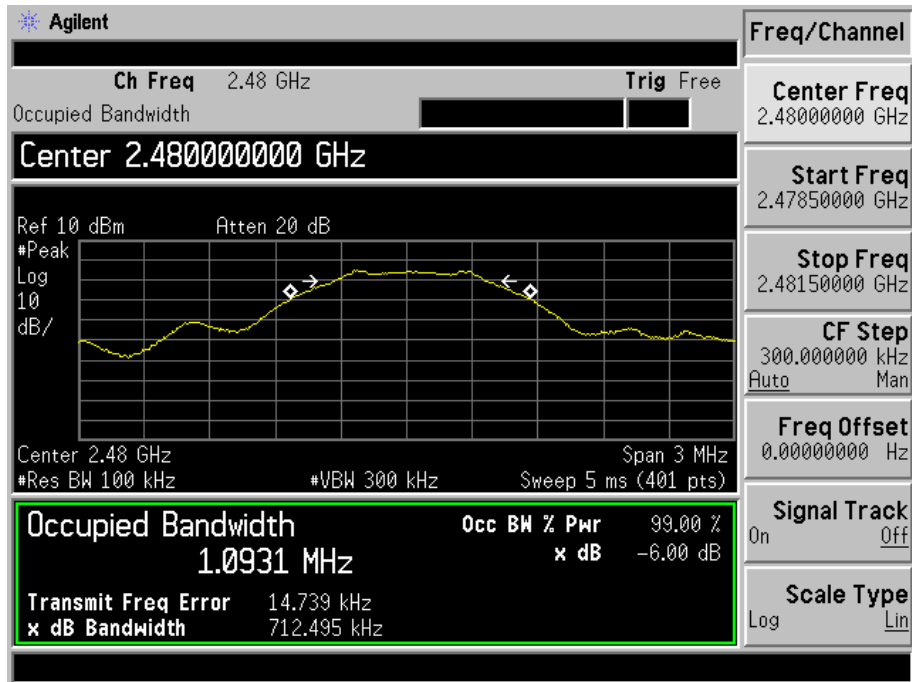 Agilent
Freq/Channel
Ch Freq 2.48 GHz Trig Free
Occupied Bandwidth
Center 2.480000000 GHz
Ref 10 dBm Atten 20 dB
#Peak
Log
10
dB/
Center 2.48 GHz Span 3 MHz
#Res BW 100 kHz #VBW 300 kHz Sweep 5 ms (401 pts)
Occupied Bandwidth
1.0931 MHz
Occ BW % Pwr 99.00 %
x dB -6.00 dB
Transmit Freq Error 14.739 kHz
x dB Bandwidth 712.495 kHz
Center Freq
2.48000000 GHz
Start Freq
2.47850000 GHz
Stop Freq
2.48150000 GHz
CF Step
300.000000 kHz
Auto Man
Freq Offset
0.00000000 Hz
Signal Track
On Off
Scale Type
Log Lin